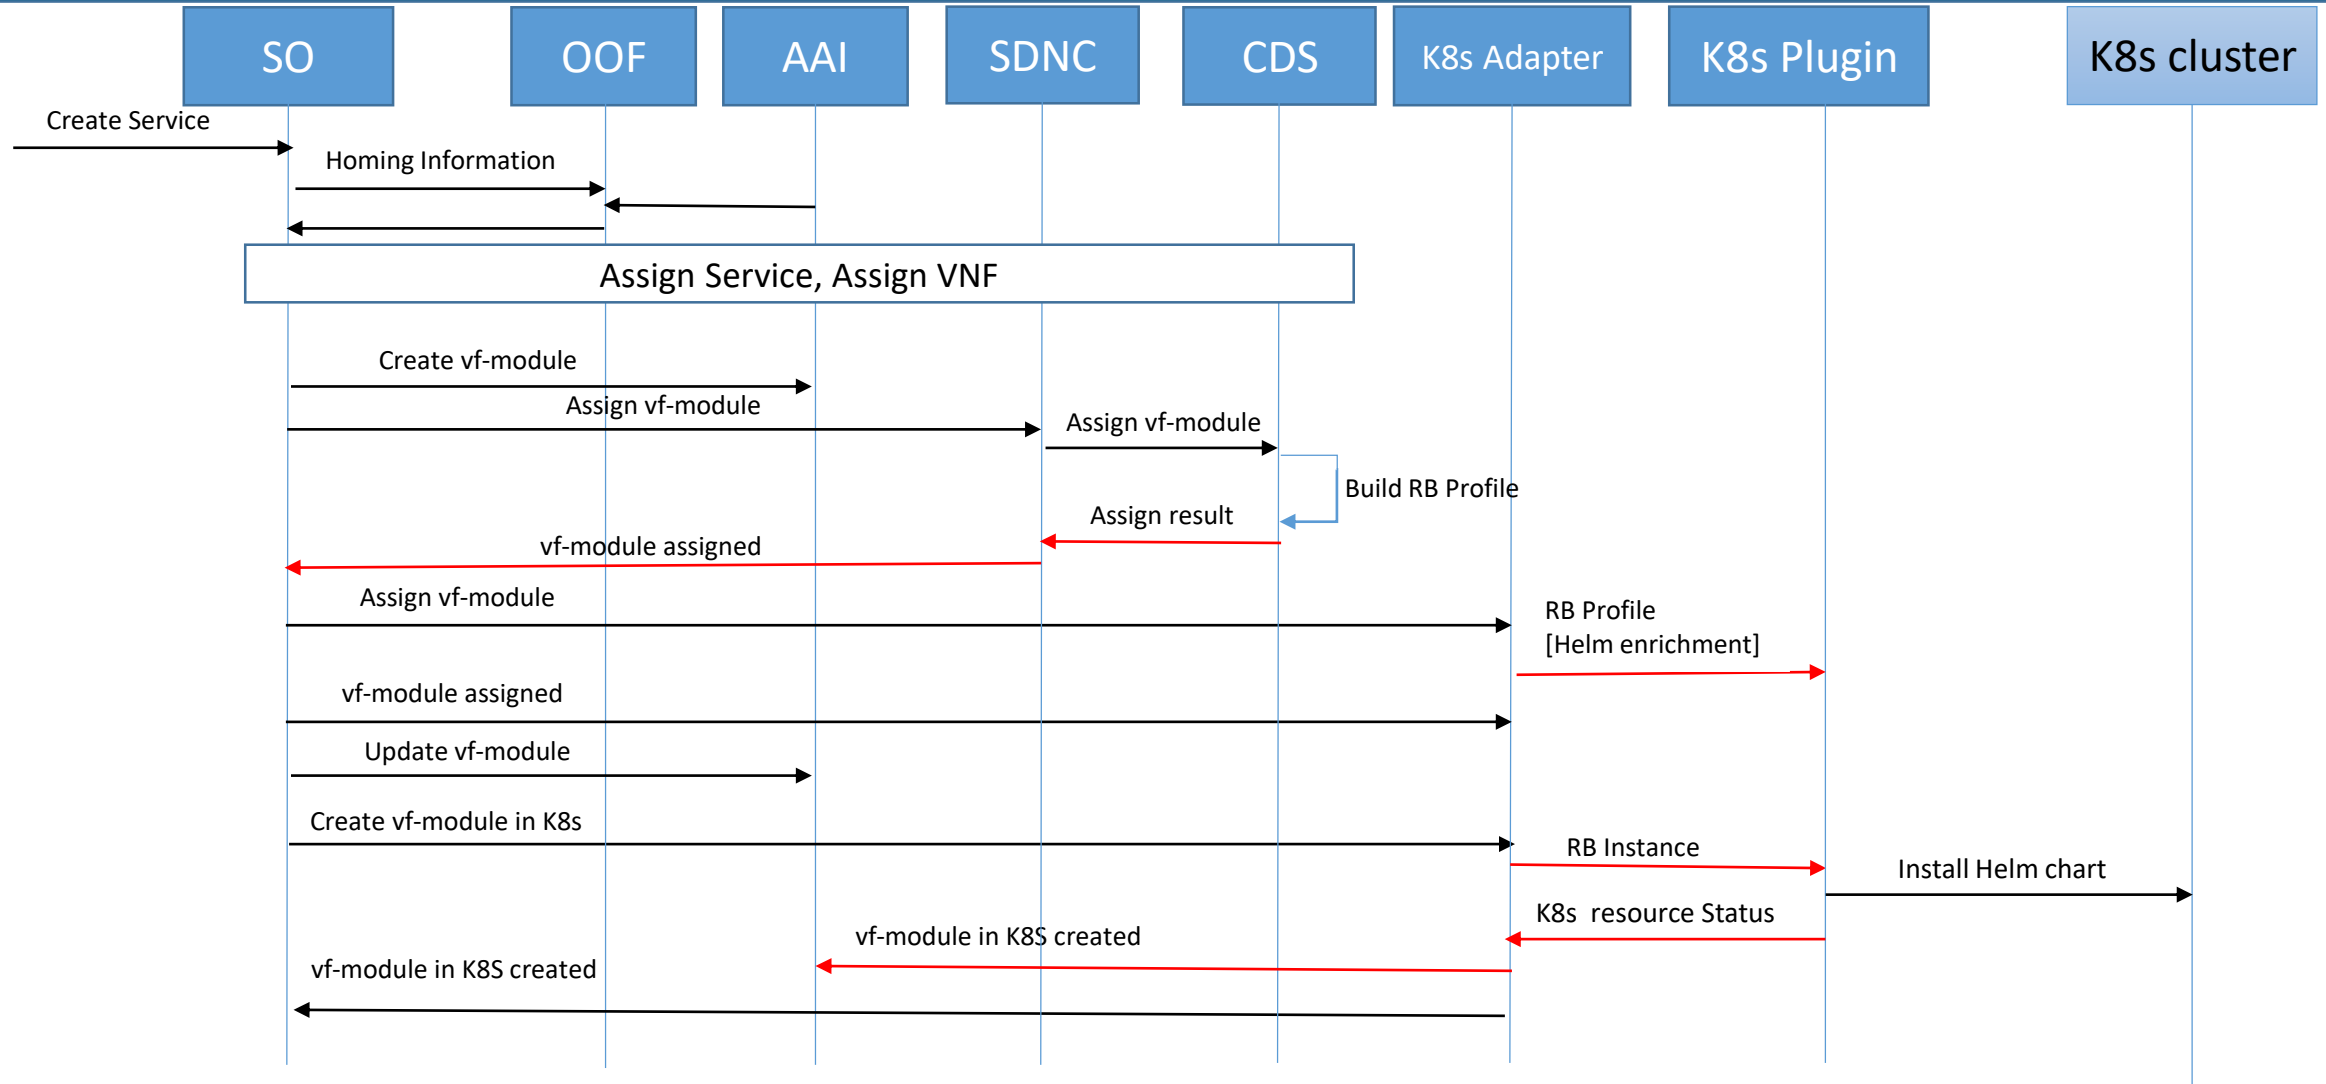 SO
OOF
AAI
SDNC
CDS
K8s Adapter
K8s Plugin
K8s cluster
Create Service
Homing Information
Assign Service, Assign VNF
Create vf-module
Assign vf-module
Assign vf-module
Build RB Profile
Assign result
vf-module assigned
Assign vf-module
RB Profile
[Helm enrichment]
vf-module assigned
Update vf-module
Create vf-module in K8s
RB Instance
Install Helm chart
K8s  resource Status
vf-module in K8S created
vf-module in K8S created